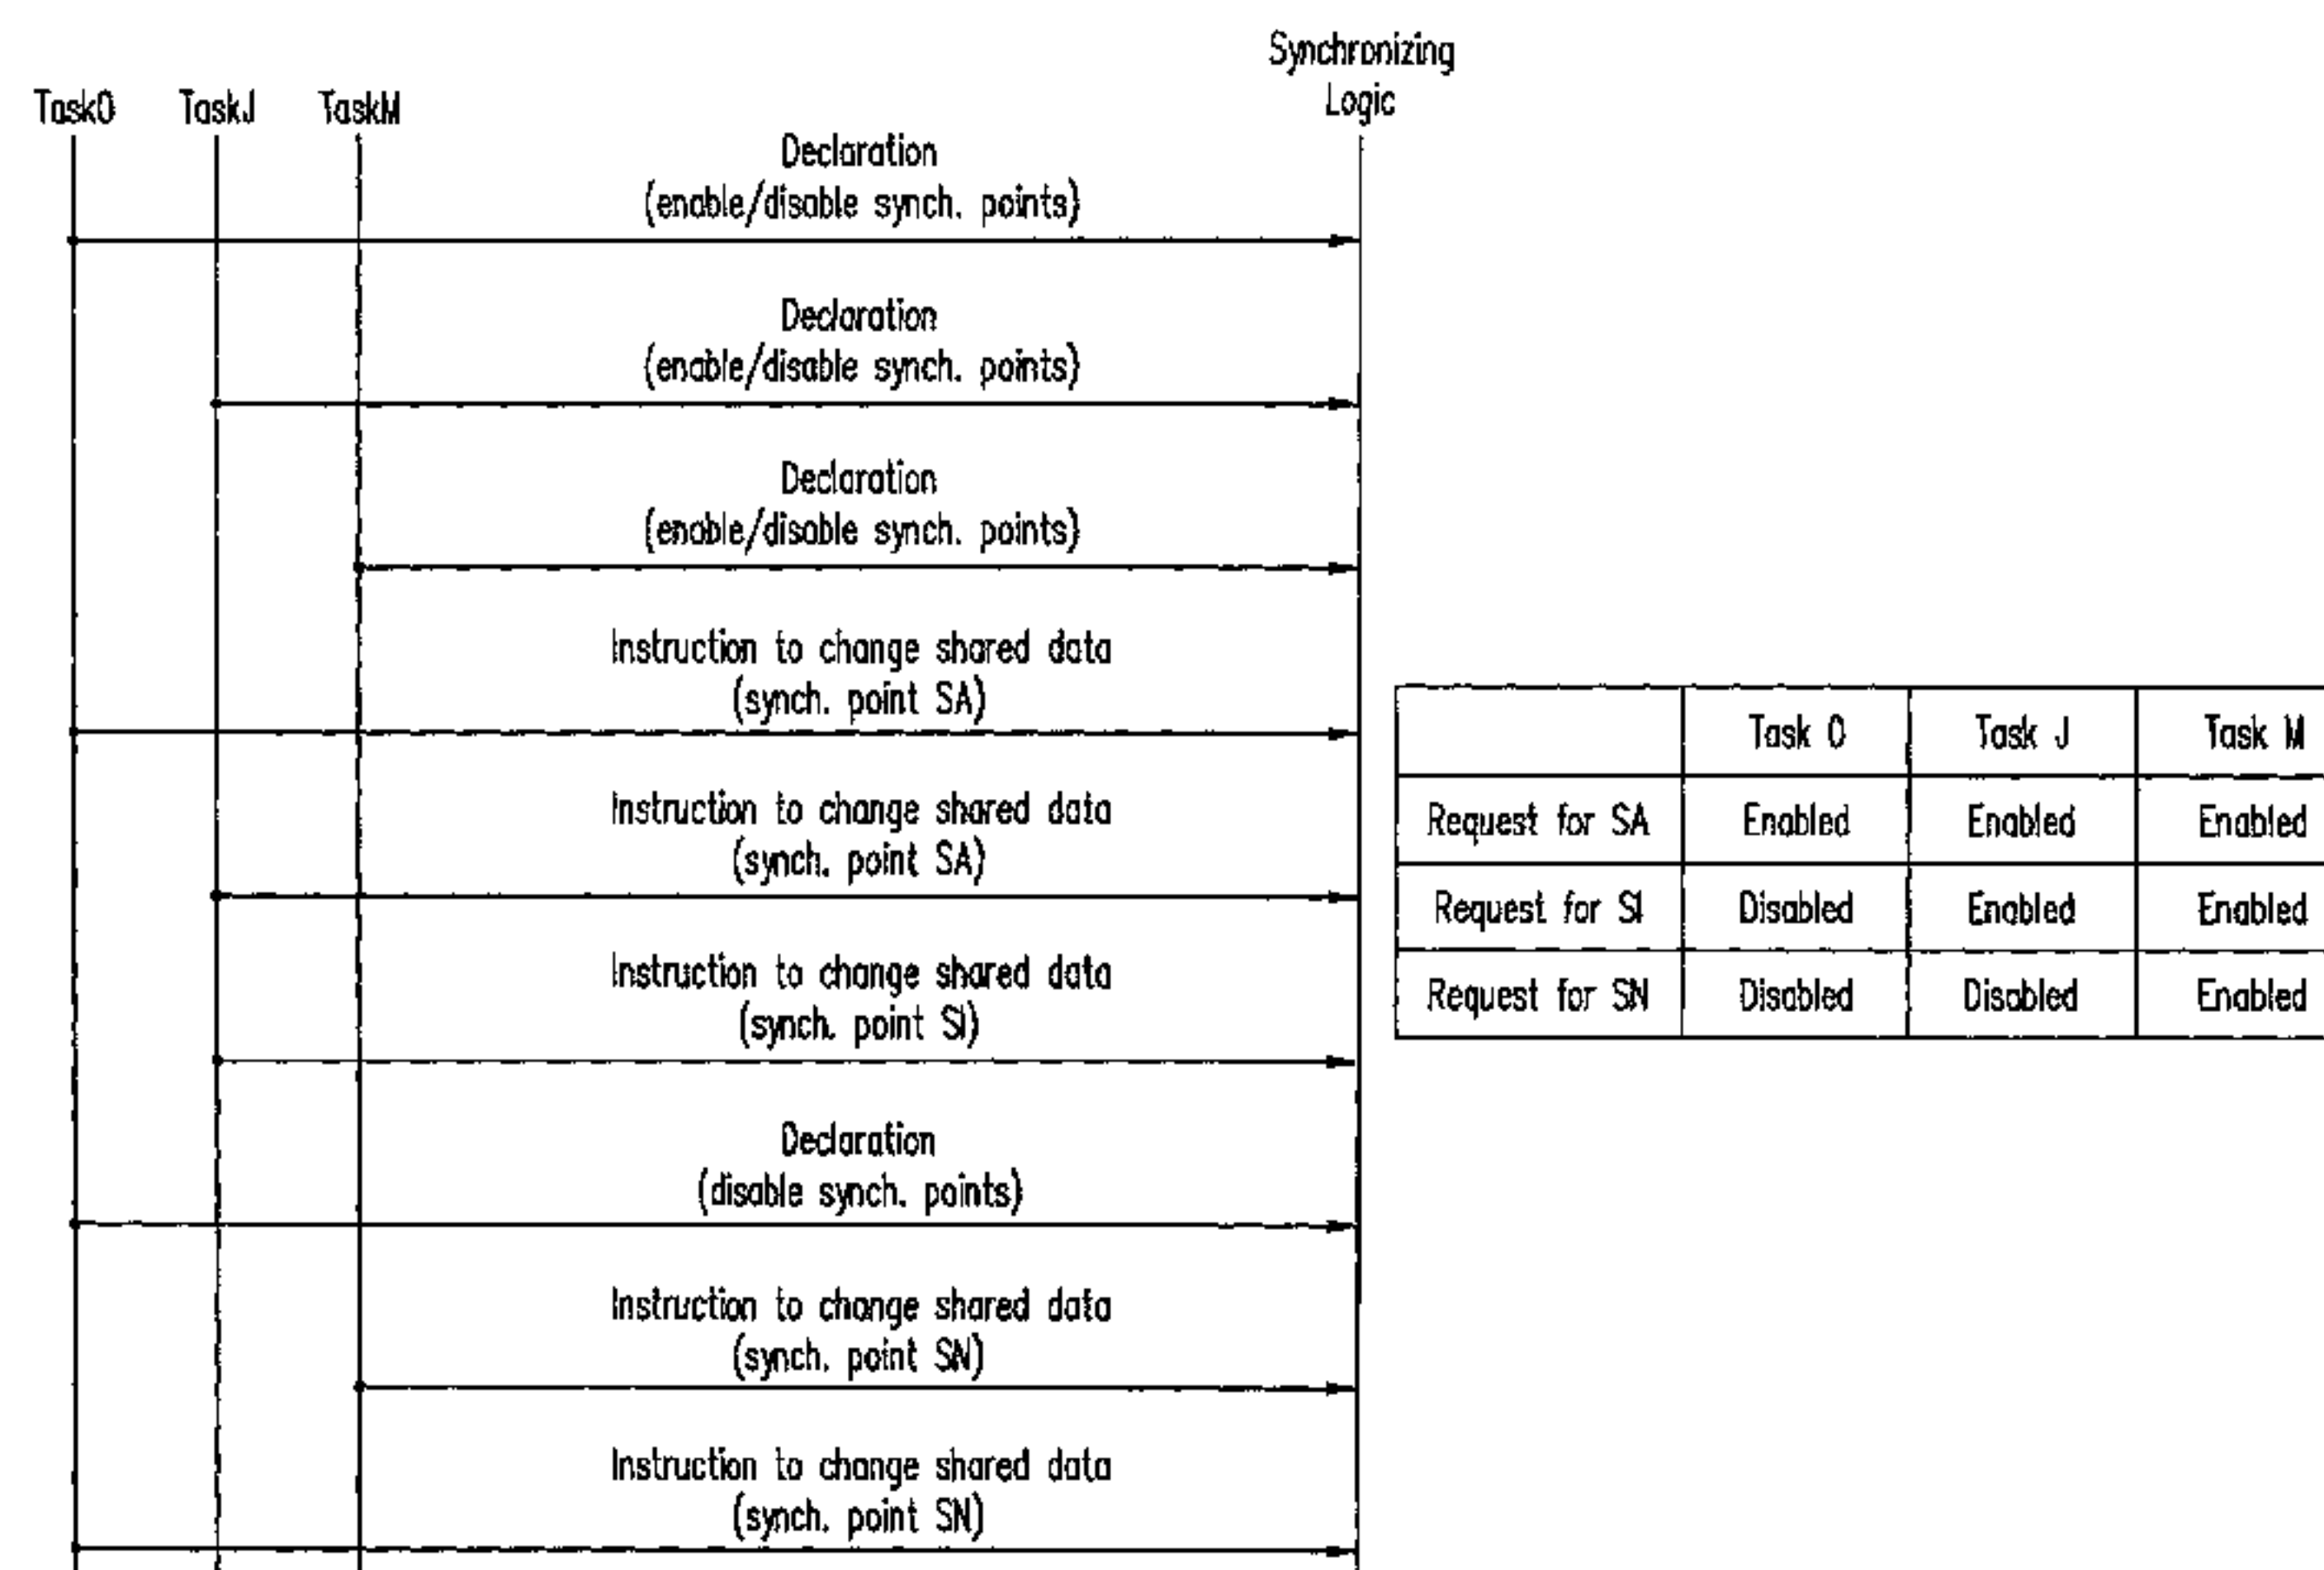 Synchronizing
Logic
Task0 TaskJ TaskM
Declaration
(enable/disable synch. points)
Declaration
(enable/disable synch. points)
Declaration
(enable/disable synch. points)
Instruction to change shared data
(synch. point SA)
Instruction to change shared data
(synch. point SA)
Instruction to change shared data
(synch. point SI)
Declaration
(disable synch. points)
Instruction to change shared data
(synch. point SN)
Instruction to change shared data
(synch. point SN)
Task 0 Task J Task M
Request for SA Enabled Enabled Enabled
Request for SI Disabled Enabled Enabled
Request for SN Disabled Disabled Enabled